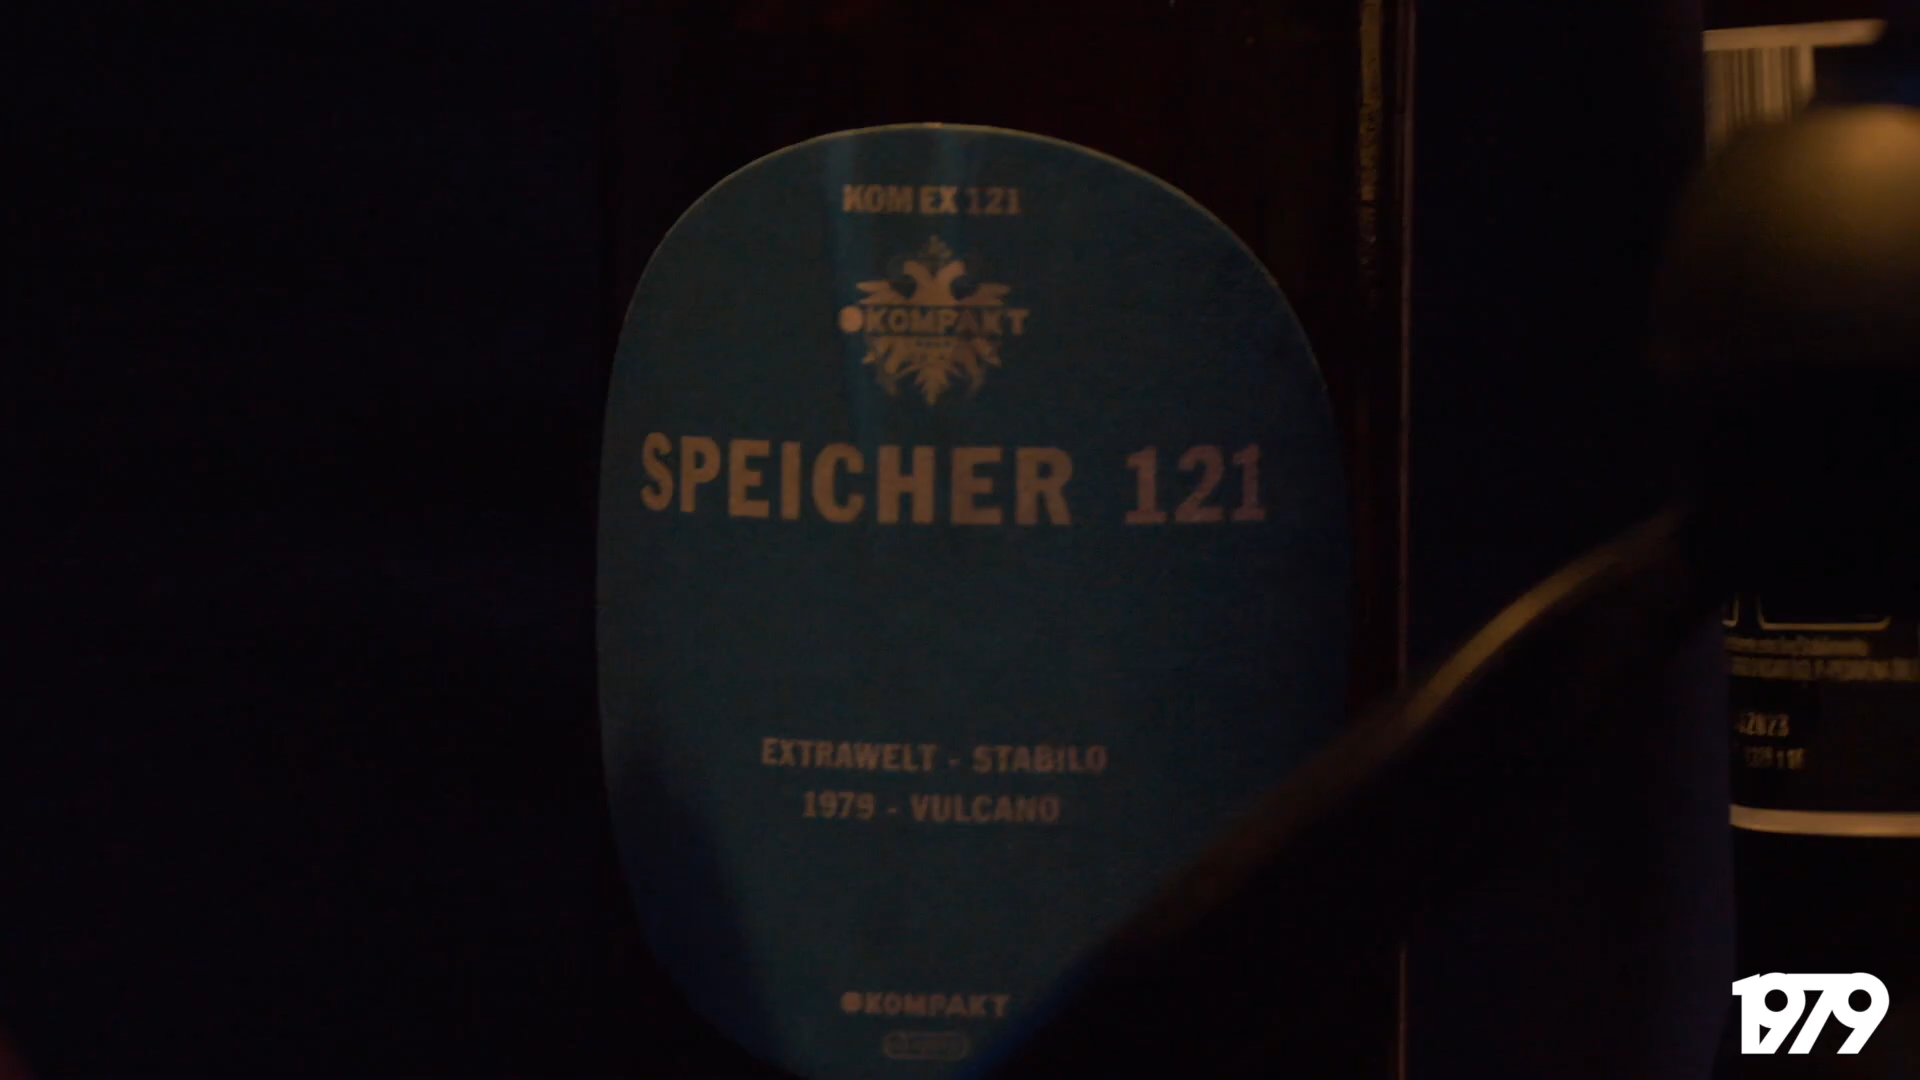 KOM EX 121
KOMPAKT
SPEICHER 121
EXTRAWELT - STABILO
1979 - VULCANO
KOMPAKT
1979